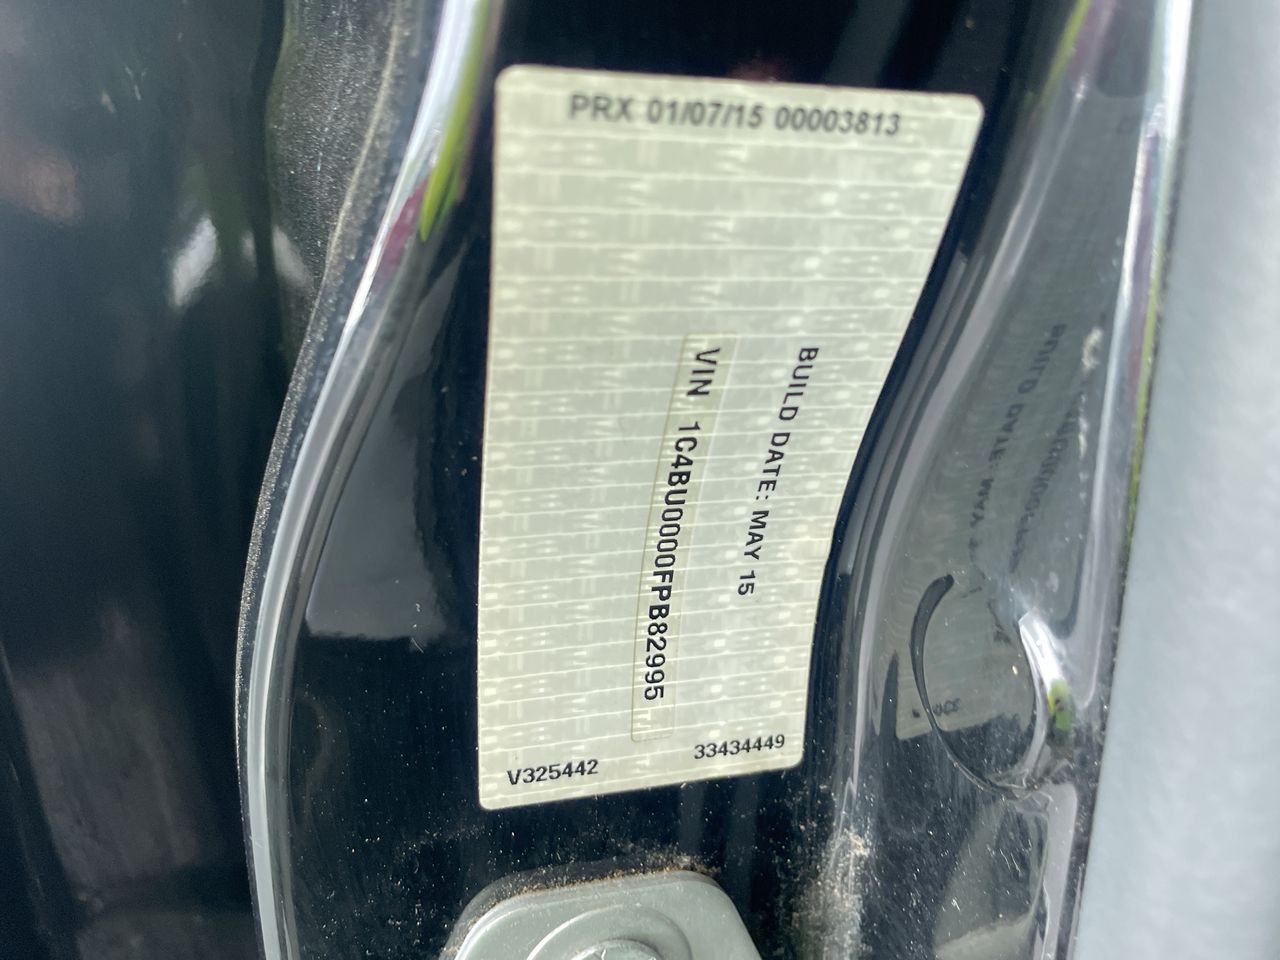 PRX 01/07/15 00003813
BUILD DATE: MAY 15
VIN 1C4BU0000FPB82995
V325442
33434449